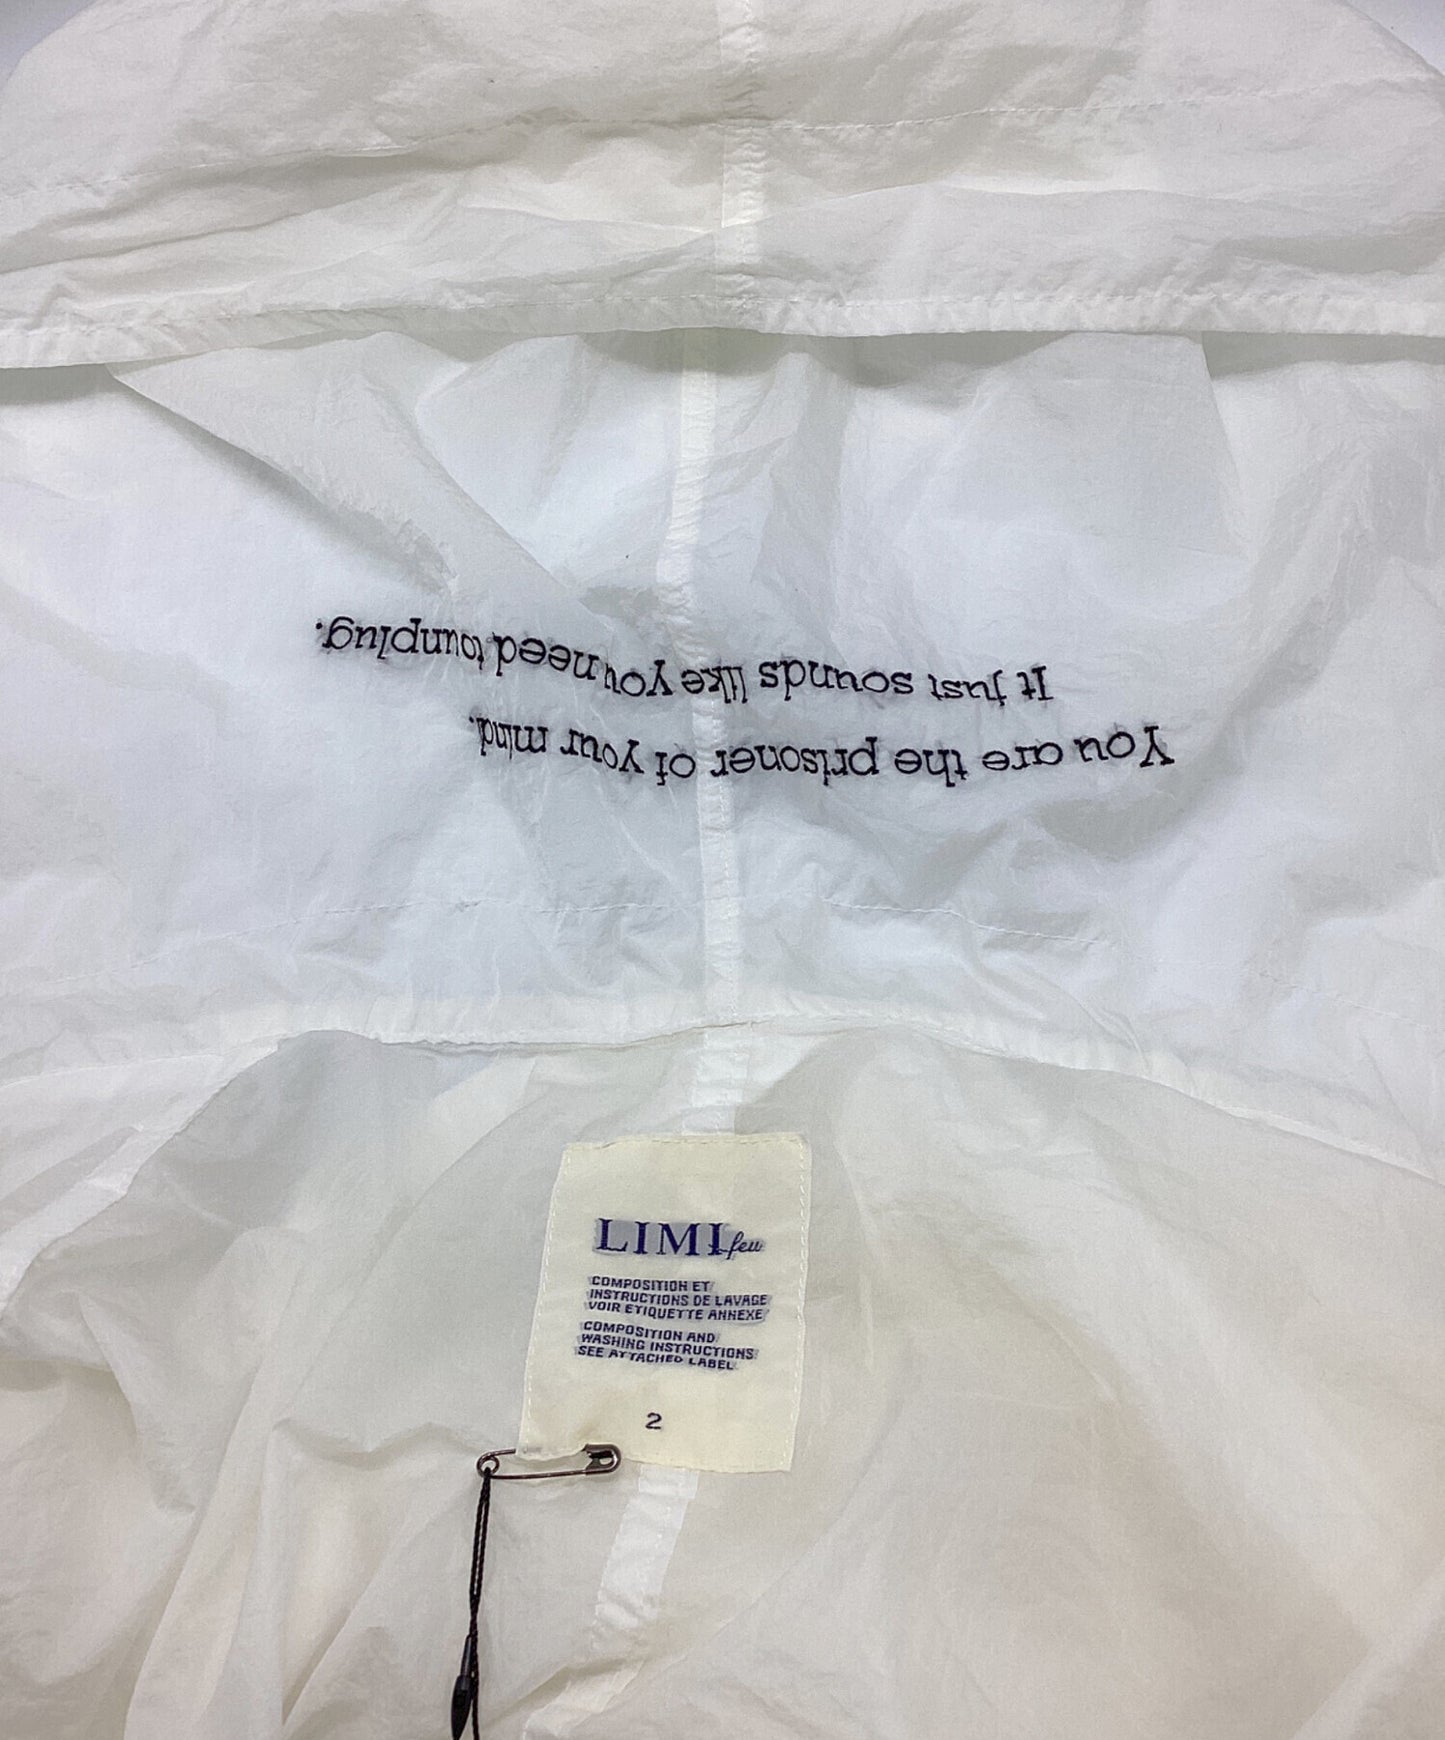 You are the prisoner of your mind.
It just sounds like you need to unplug.
LIMI feu
COMPOSITION ET
INSTRUCTIONS DE LAVAGE
VOIR ETIQUETTE ANNEXE
COMPOSITION AND
WASHING INSTRUCTIONS
SEE ATTACHED LABEL
2